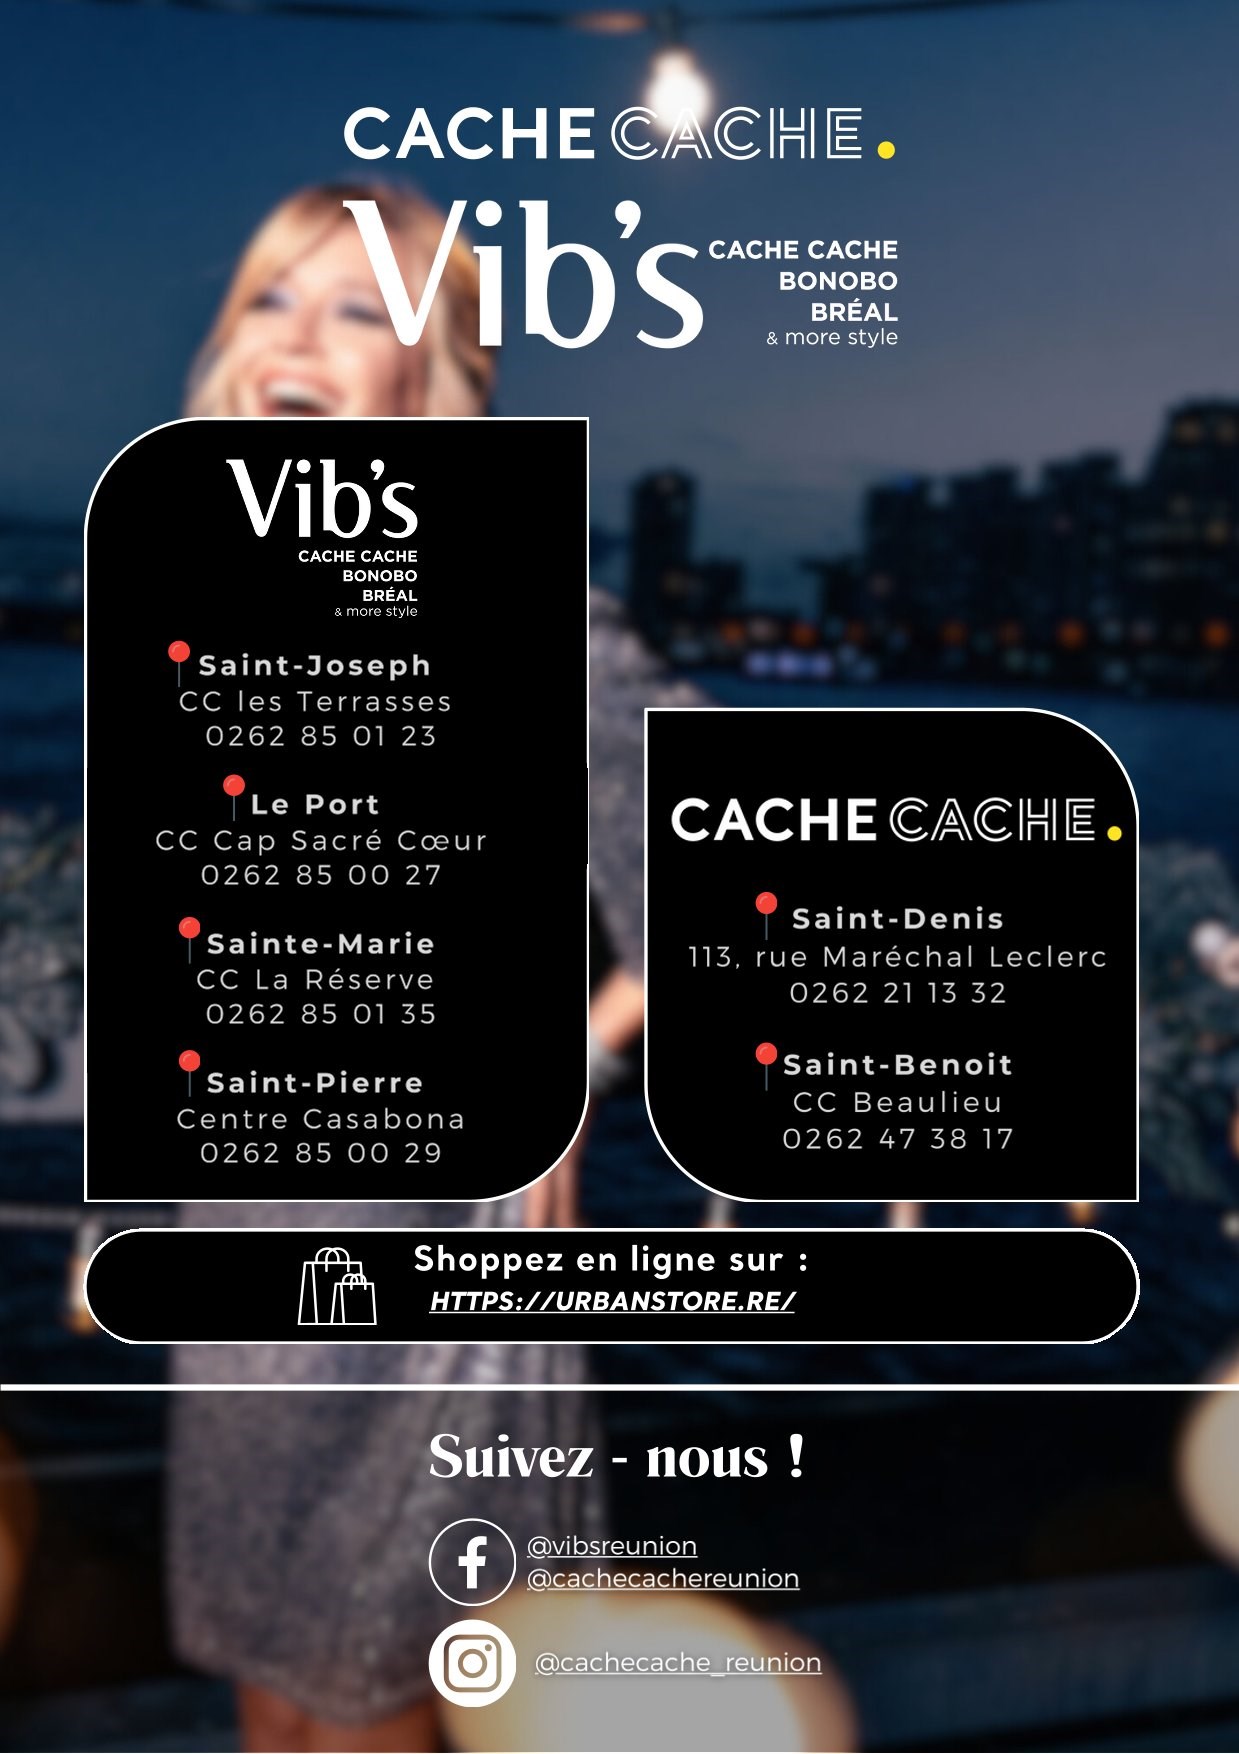 CACHE CACHE.
Vib's
CACHE CACHE
BONOBO
BRÉAL
& more style
Vib's
CACHE CACHE
BONOBO
BRÉAL
& more style
Saint-Joseph
CC les Terrasses
0262 85 01 23
Le Port
CC Cap Sacré Cœur
0262 85 00 27
Sainte-Marie
CC La Réserve
0262 85 01 35
Saint-Pierre
Centre Casabona
0262 85 00 29
CACHE CACHE.
Saint-Denis
113, rue Maréchal Leclerc
0262 21 13 32
Saint-Benoit
CC Beaulieu
0262 47 38 17
Shoppez en ligne sur :
HTTPS://URBANSTORE.RE/
Suivez - nous !
@vibsreunion
@cachecachereunion
@cachecache_reunion